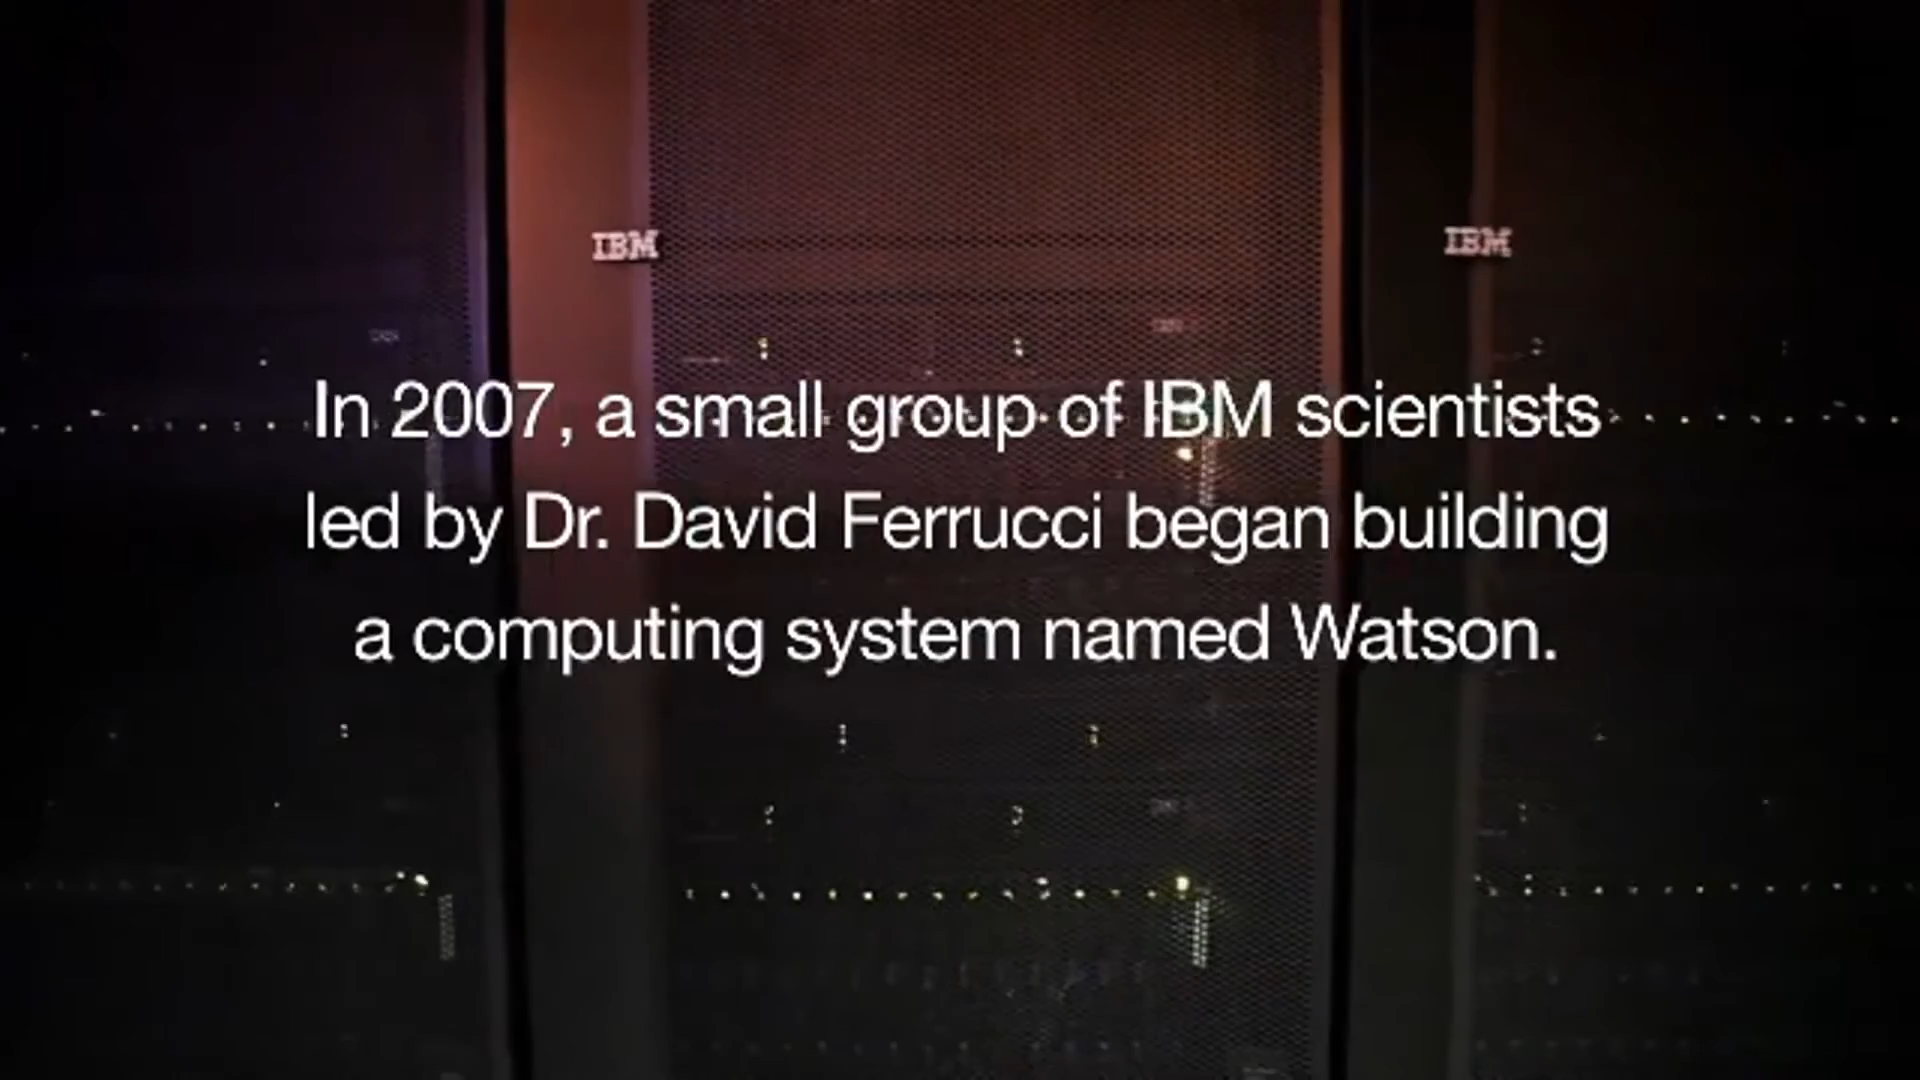 IBM
IBM
In 2007, a small group of IBM scientists
led by Dr. David Ferrucci began building
a computing system named Watson.